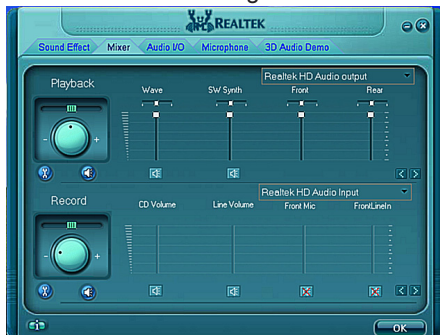 REALTEK
Sound Effect Mixer Audio I/O Microphone 3D Audio Demo
Realtek HD Audio output
Playback
Wave SW Synth Front Rear
- +
Realtek HD Audio Input
Record
CD Volume Line Volume Front Mic FrontLineIn
- +
OK